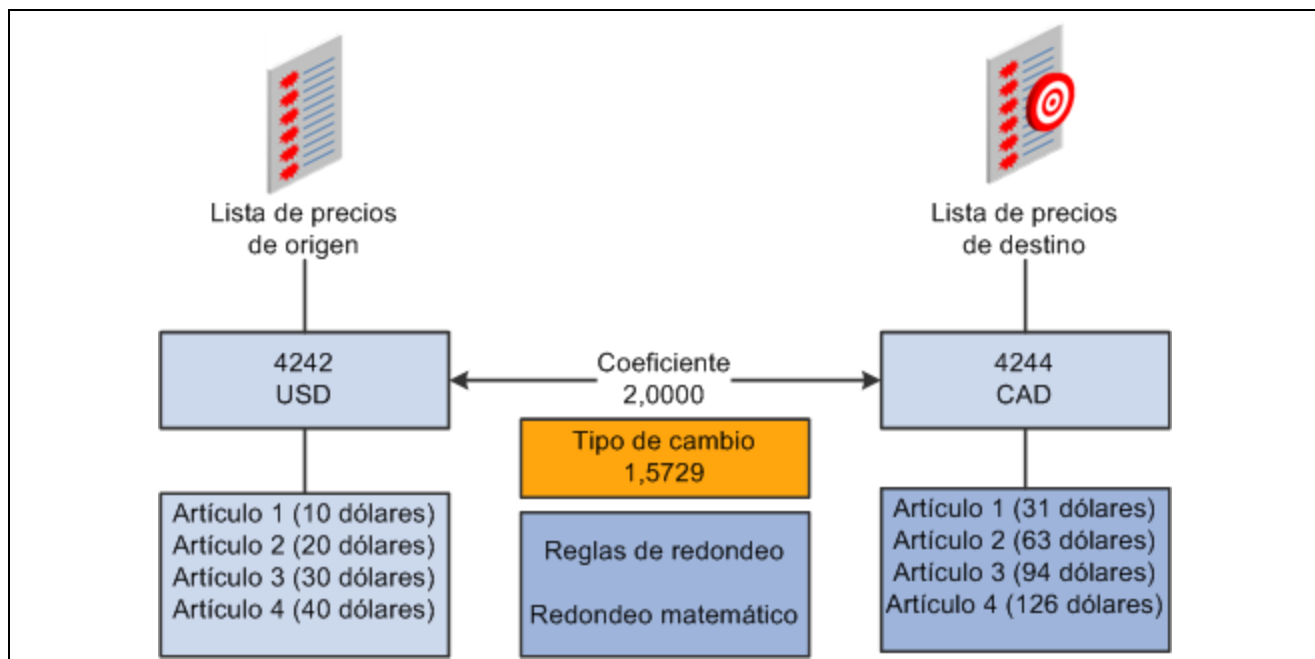 Lista de precios
de origen
Lista de precios
de destino
4242
USD
Coeficiente
2,0000
4244
CAD
Tipo de cambio
1,5729
Artículo 1 (10 dólares)
Artículo 2 (20 dólares)
Artículo 3 (30 dólares)
Artículo 4 (40 dólares)
Reglas de redondeo
Redondeo matemático
Artículo 1 (31 dólares)
Artículo 2 (63 dólares)
Artículo 3 (94 dólares)
Artículo 4 (126 dólares)